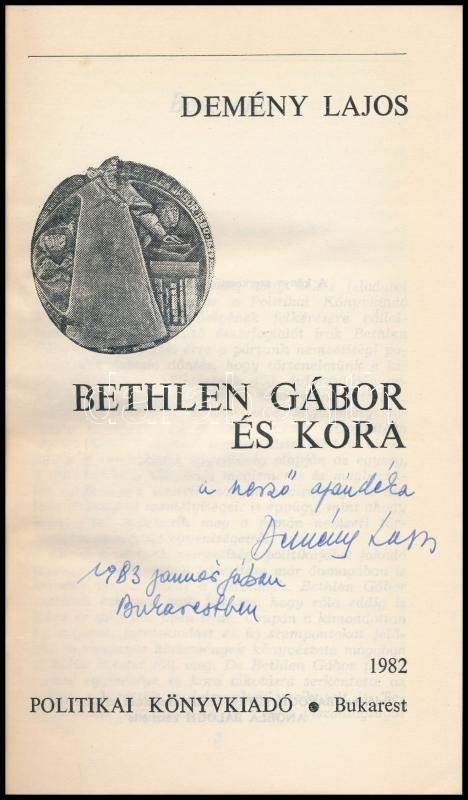 DEMÉNY LAJOS
BETHLEN GÁBOR
ÉS KORA
a szerző ajándéka
Demény Lajos
1983 januárjában
Bukarestben
1982
POLITIKAI KÖNYVKIADÓ • Bukarest